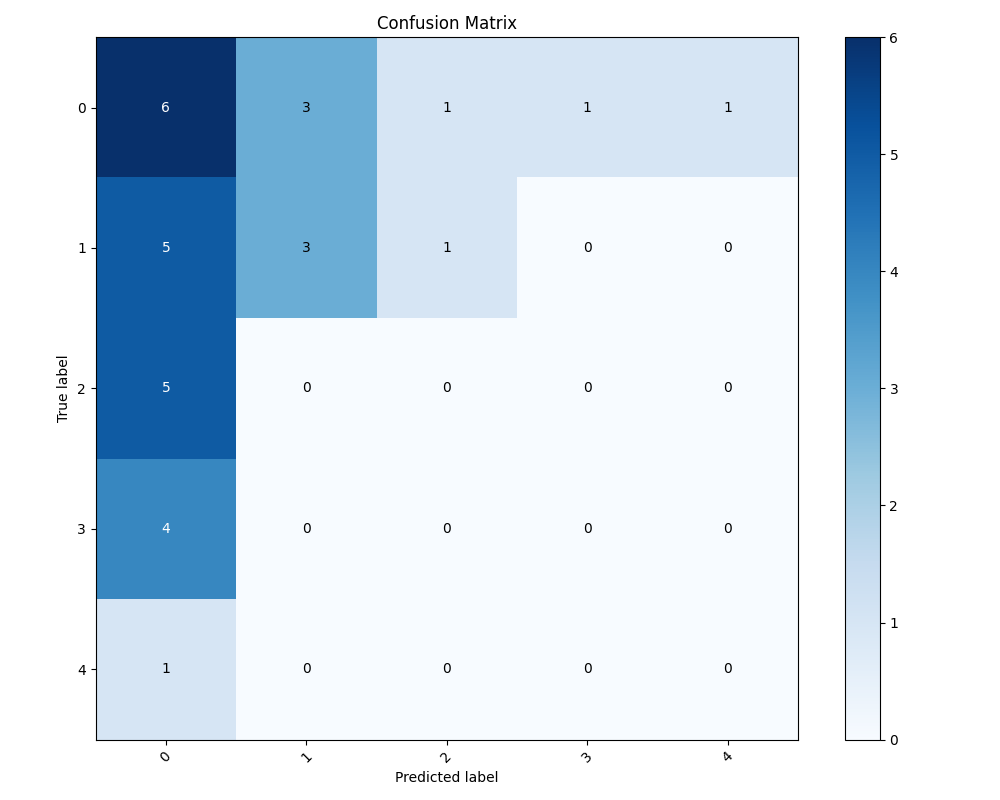 Confusion Matrix
0 6 3 1 1 1
1 5 3 1 0 0
2 5 0 0 0 0
3 4 0 0 0 0
4 1 0 0 0 0
0 1 2 3 4
True label
Predicted label
6
5
4
3
2
1
0